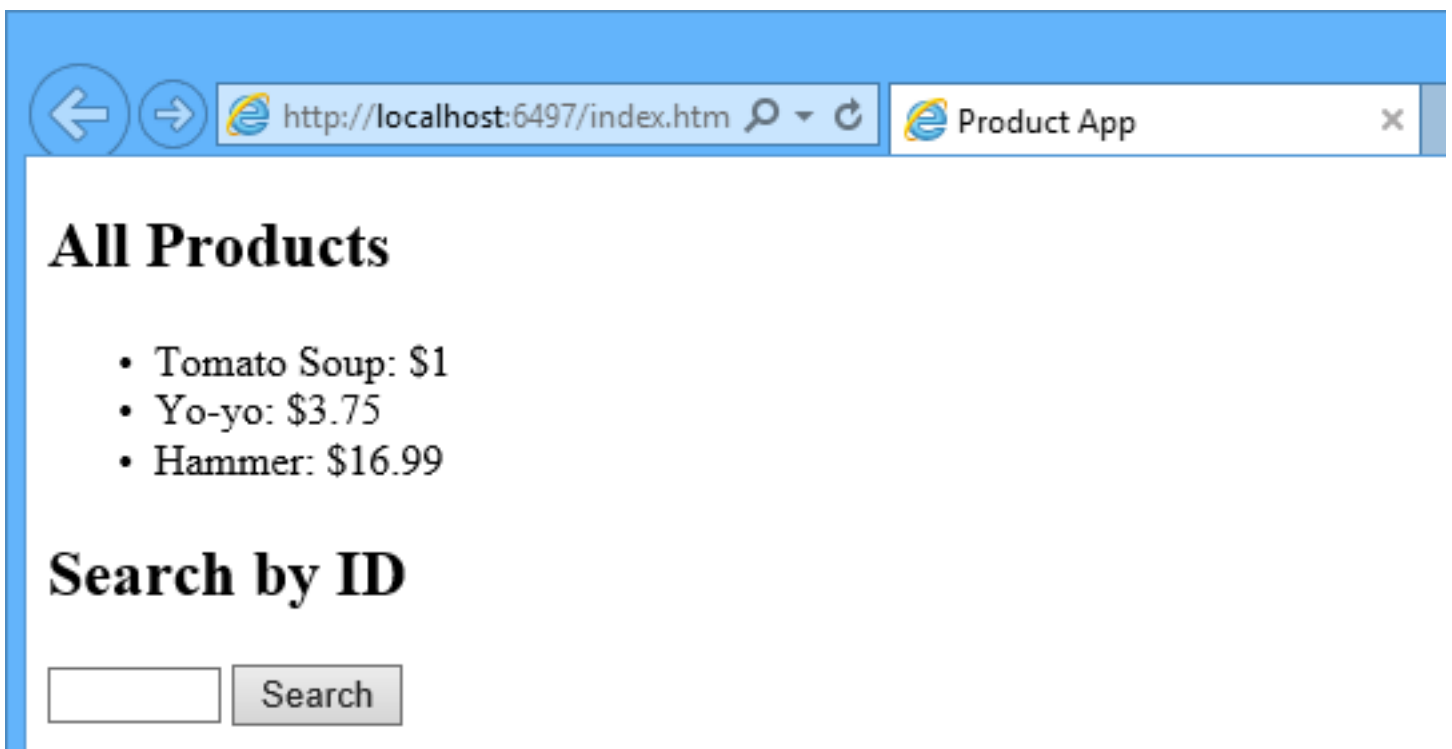 http://localhost:6497/index.htm
Product App
All Products
• Tomato Soup: $1
• Yo-yo: $3.75
• Hammer: $16.99
Search by ID
Search